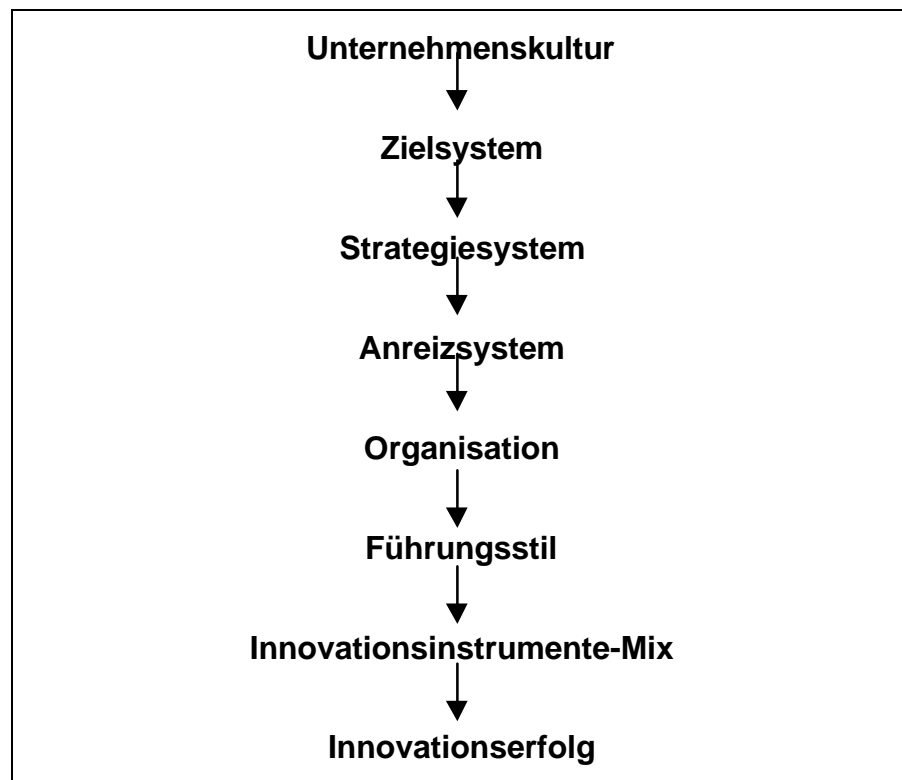 Unternehmenskultur
Zielsystem
Strategiesystem
Anreizsystem
Organisation
Führungsstil
Innovationsinstrumente-Mix
Innovationserfolg